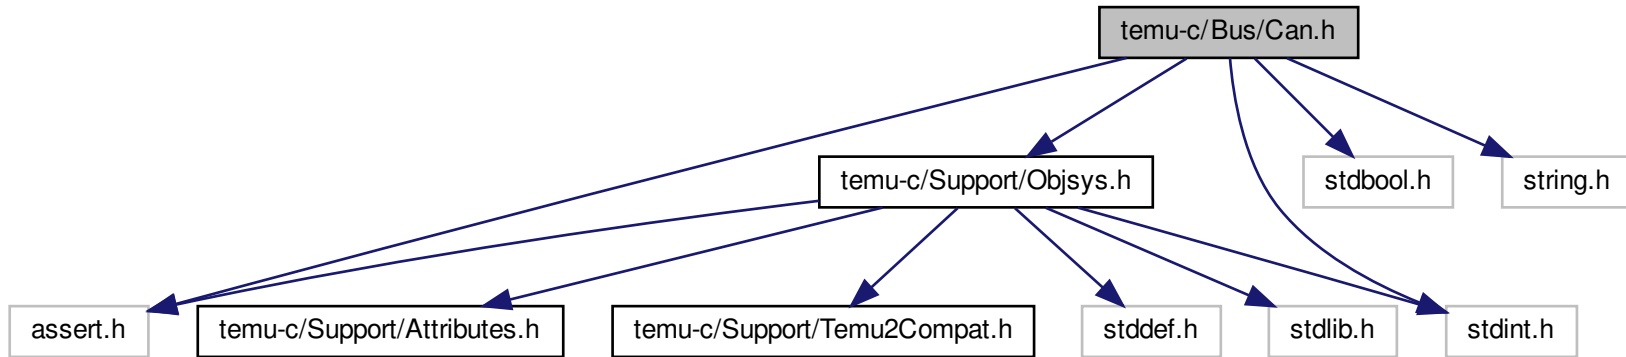 temu-c/Bus/Can.h
temu-c/Support/Objsys.h
stdbool.h
string.h
assert.h
temu-c/Support/Attributes.h
temu-c/Support/Temu2Compat.h
stddef.h
stdlib.h
stdint.h